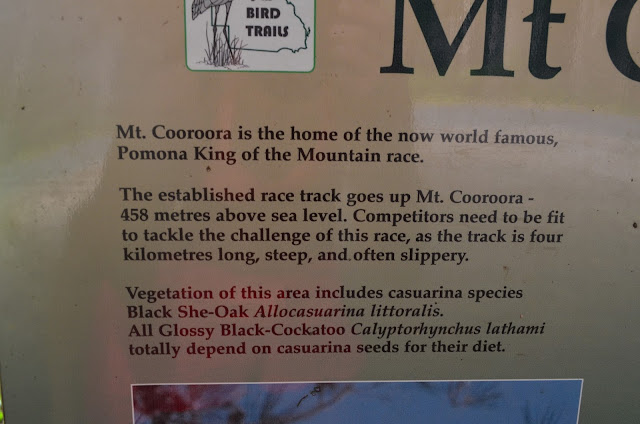 BIRD
TRAILS
Mt
Mt. Cooroora is the home of the now world famous,
Pomona King of the Mountain race.
The established race track goes up Mt. Cooroora -
458 metres above sea level. Competitors need to be fit
to tackle the challenge of this race, as the track is four
kilometres long, steep, and often slippery.
Vegetation of this area includes casuarina species
Black She-Oak Allocasuarina littoralis.
All Glossy Black-Cockatoo Calyptorhynchus lathami
totally depend on casuarina seeds for their diet.